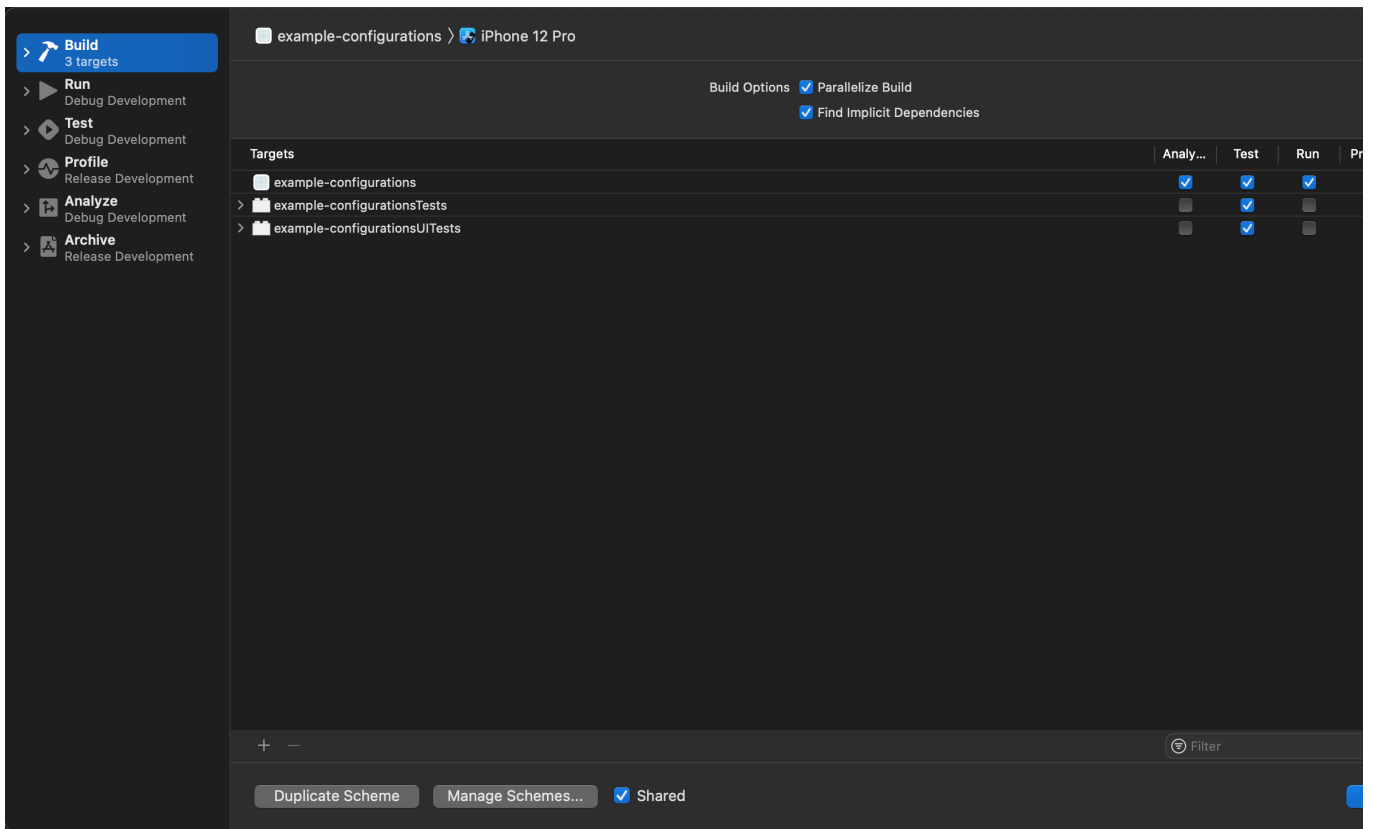 example-configurations 〉 iPhone 12 Pro
Build
3 targets
Run
Debug Development
Test
Debug Development
Profile
Release Development
Analyze
Debug Development
Archive
Release Development
Build Options Parallelize Build
Find Implicit Dependencies
Targets Analy... Test Run Pr
example-configurations
example-configurationsTests
example-configurationsUITests
Filter
Duplicate Scheme Manage Schemes... Shared